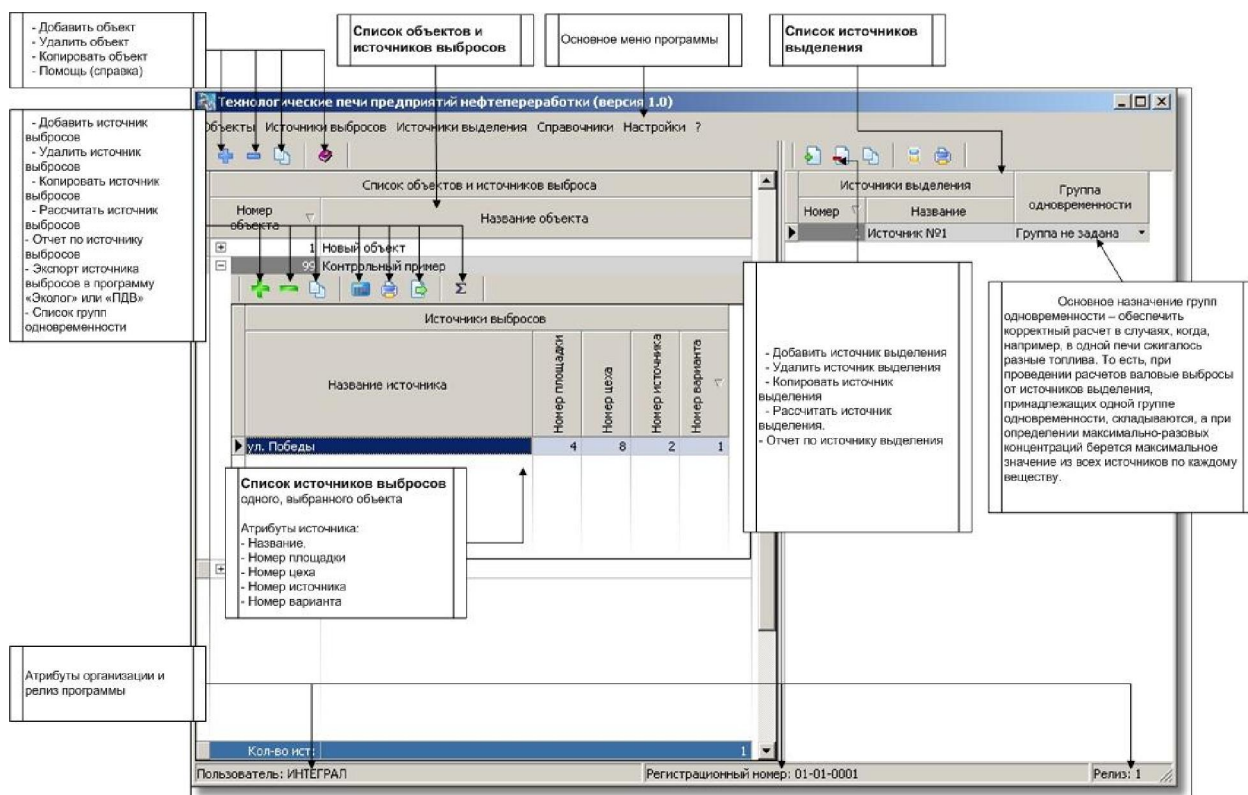 - Добавить объект
- Удалить объект
- Копировать объект
- Помощь (справка)
Список объектов и
источников выбросов
Основное меню программы
Список источников
выделения
Технологические печи предприятий нефтепереработки (версия 1.0)
Объекты Источники выбросов Источники выделения Справочники Настройки ?
- Добавить источник
выбросов
- Удалить источник
выбросов
- Копировать источник
выбросов
- Рассчитать источник
выбросов
- Отчет по источнику
выбросов
- Экспорт источника
выбросов в программу
«Эколог» или «ПДВ»
- Список групп
одновременности
Список объектов и источников выброса
Номер
объекта
Название объекта
1 Новый объект
99 Контрольный пример
Источники выбросов
Название источника
Номер площадки
Номер цеха
Номер источника
Номер варианта
ул. Победы 4 8 2 1
Список источников выбросов
одного, выбранного объекта
Атрибуты источника:
- Название,
- Номер площадки
- Номер цеха
- Номер источника
- Номер варианта
Источники выделения
Группа
одновременности
Номер Название
1 Источник №1 Группа не задана
- Добавить источник выделения
- Удалить источник выделения
- Копировать источник
выделения
- Рассчитать источник
выделения.
- Отчет по источнику выделения
Основное назначение групп
одновременности – обеспечить
корректный расчет в случаях, когда,
например, в одной печи сжигалось
разные топлива. То есть, при
проведении расчетов валовые выбросы
от источников выделения,
принадлежащих одной группе
одновременности, складываются, а при
определении максимально-разовых
концентраций берется максимальное
значение из всех источников по каждому
веществу.
Атрибуты организации и
релиз программы
Кол-во ист: 1
Пользователь: ИНТЕГРАЛ Регистрационный номер: 01-01-0001 Релиз: 1